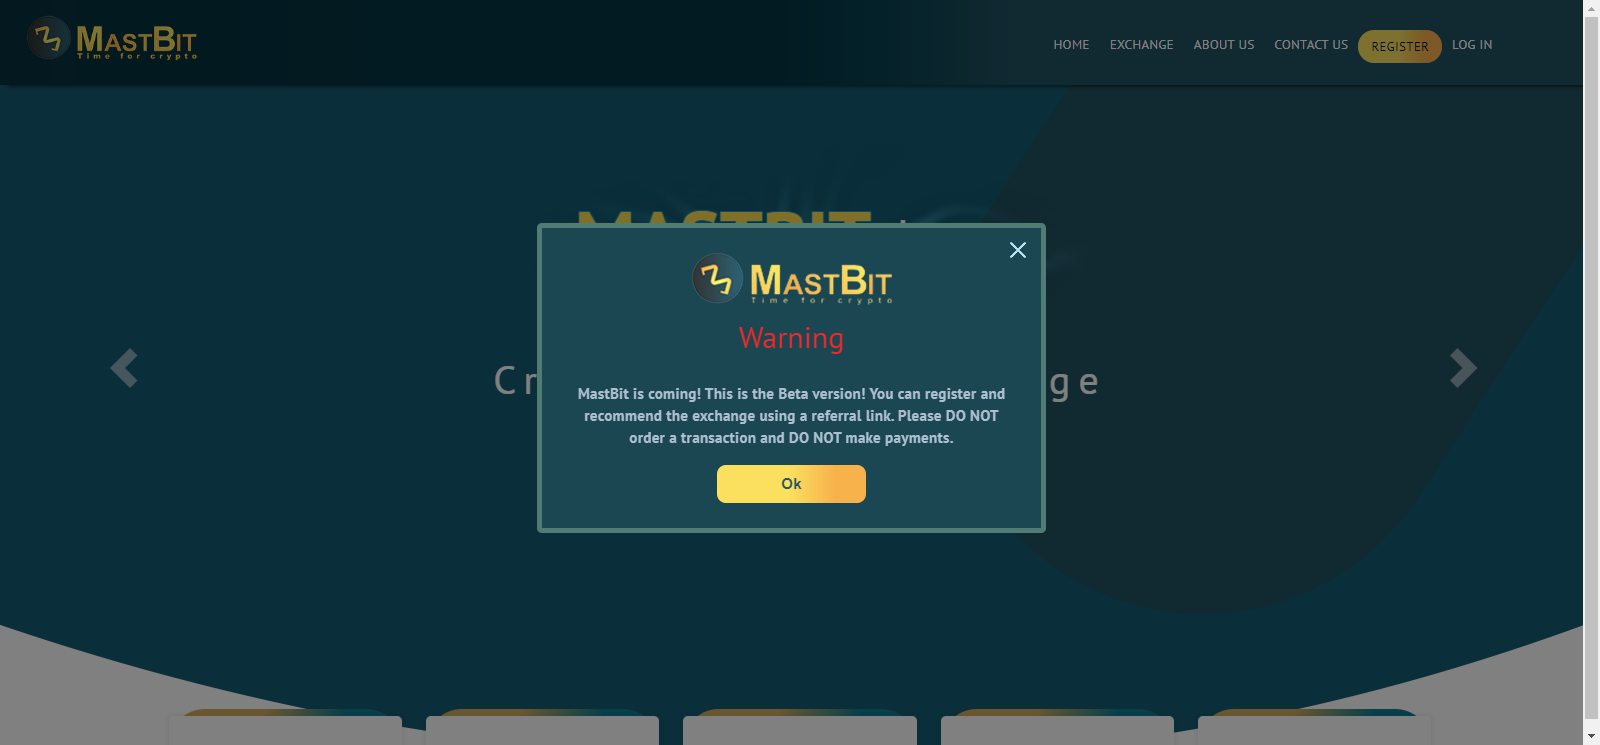 MASTBIT
Time for crypto
HOME EXCHANGE ABOUT US CONTACT US REGISTER LOG IN
MASTBIT
MASTBIT
Time for crypto
Warning
MastBit is coming! This is the Beta version! You can register and
recommend the exchange using a referral link. Please DO NOT
order a transaction and DO NOT make payments.
Cr ge
Ok